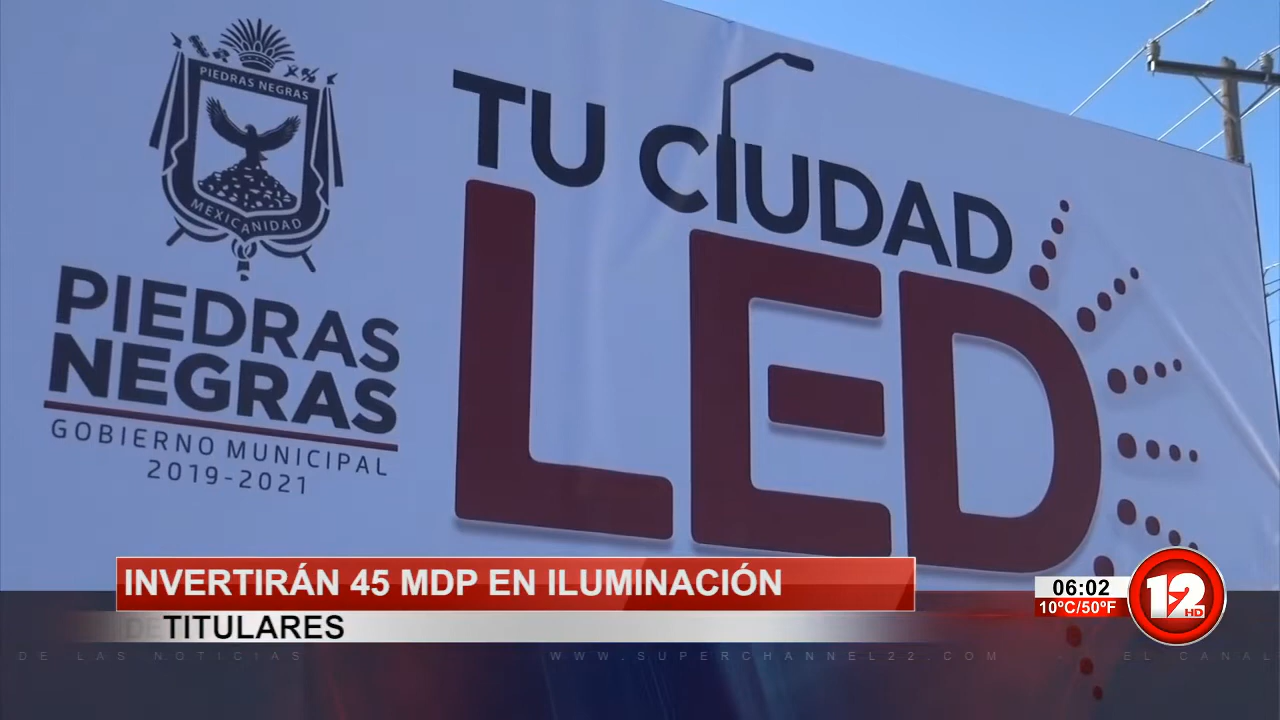 PIEDRAS NEGRAS
MEXICANIDAD
PIEDRAS
NEGRAS
GOBIERNO MUNICIPAL
2019-2021
TU CIUDAD
LED
INVERTIRÁN 45 MDP EN ILUMINACIÓN
DE TITULARES
06:02
10ºC/50ºF
12
HD
DE LAS NOTICIAS
WWW.SUPERCHANNEL22.COM
- EL CANAL